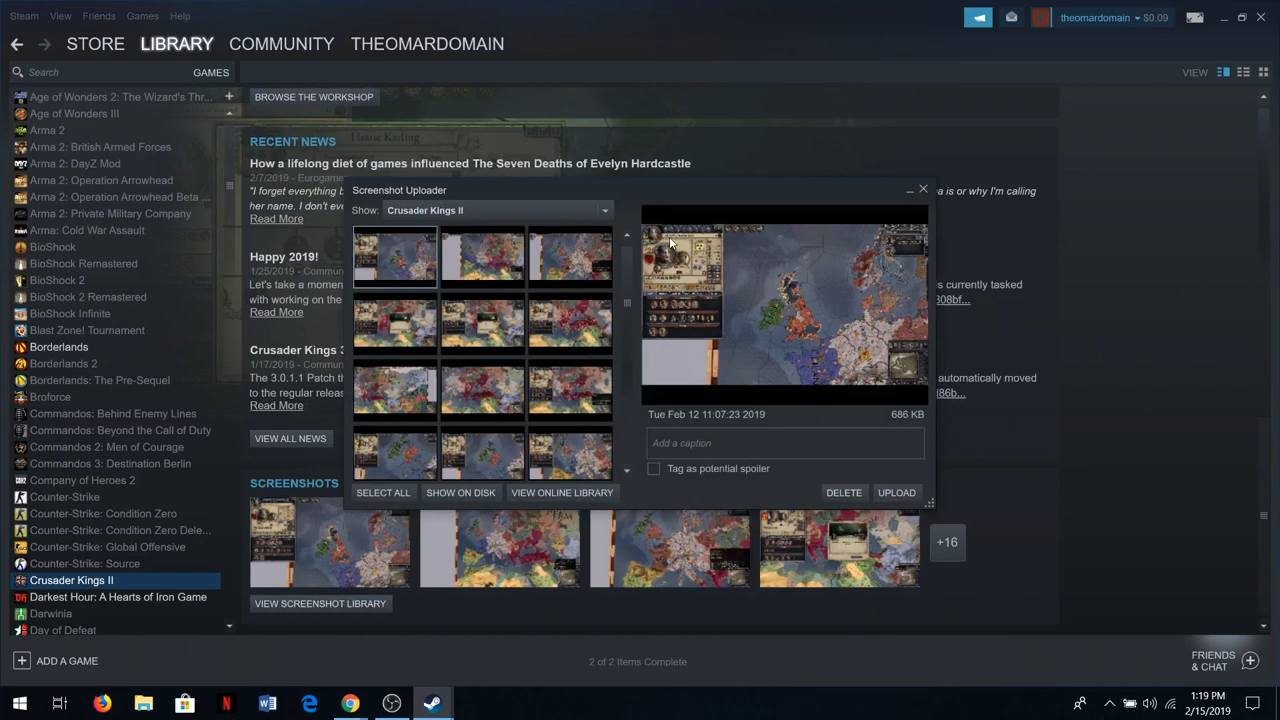 Steam View Friends Games Help
theomardomain $0.09
STORE LIBRARY COMMUNITY THEOMARDOMAIN
Search GAMES
VIEW
Age of Wonders 2: The Wizard's Thr...
Age of Wonders III
Arma 2
Arma 2: British Armed Forces
Arma 2: DayZ Mod
Arma 2: Operation Arrowhead
Arma 2: Operation Arrowhead Beta ...
Arma 2: Private Military Company
Arma: Cold War Assault
BioShock
BioShock Remastered
BioShock 2
BioShock 2 Remastered
BioShock Infinite
Blast Zone! Tournament
Borderlands
Borderlands 2
Borderlands: The Pre-Sequel
Broforce
Commandos: Behind Enemy Lines
Commandos: Beyond the Call of Duty
Commandos 2: Men of Courage
Commandos 3: Destination Berlin
Company of Heroes 2
Counter-Strike
Counter-Strike: Condition Zero
Counter-Strike: Condition Zero Dele...
Counter-Strike: Global Offensive
Counter-Strike: Source
Crusader Kings II
Darkest Hour: A Hearts of Iron Game
Darwinia
Day of Defeat
BROWSE THE WORKSHOP
RECENT NEWS
How a lifelong diet of games influenced The Seven Deaths of Evelyn Hardcastle
2/7/2019 - Eurogame
"I forget everything b
her name. I don't eve
Read More
Happy 2019!
1/25/2019 - Commun
Let's take a momen
with working on the
Read More
Crusader Kings
1/17/2019 - Commun
The 3.0.1.1 Patch t
to the regular releas
Read More
is or why I'm calling
s currently tasked
automatically moved
VIEW ALL NEWS
Screenshot Uploader
Show: Crusader Kings II
Tue Feb 12 11:07:23 2019 686 KB
Add a caption
Tag as potential spoiler
SELECT ALL SHOW ON DISK VIEW ONLINE LIBRARY DELETE UPLOAD
SCREENSHOTS
+16
VIEW SCREENSHOT LIBRARY
ADD A GAME
2 of 2 Items Complete
FRIENDS
& CHAT
1:19 PM
2/15/2019